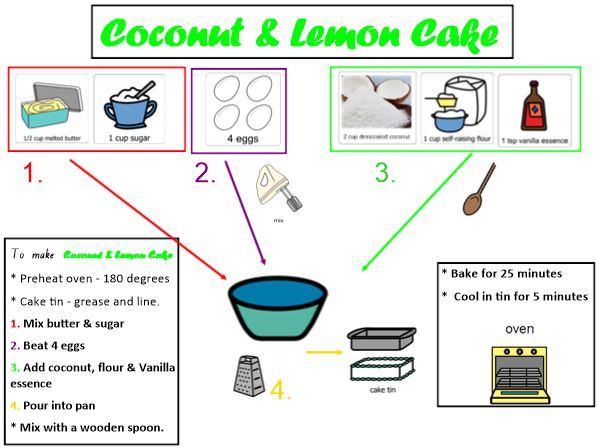 Coconut & Lemon Cake
1/2 cup melted butter
1 cup sugar
4 eggs
2 cup desiccated coconut
1 cup self-raising flour
1 tsp vanilla essence
1.
2.
3.
mix
To make Coconut & Lemon Cake
* Preheat oven - 180 degrees
* Cake tin - grease and line.
1. Mix butter & sugar
2. Beat 4 eggs
3. Add coconut, flour & Vanilla
essence
4. Pour into pan
* Mix with a wooden spoon.
4.
cake tin
* Bake for 25 minutes
* Cool in tin for 5 minutes
oven